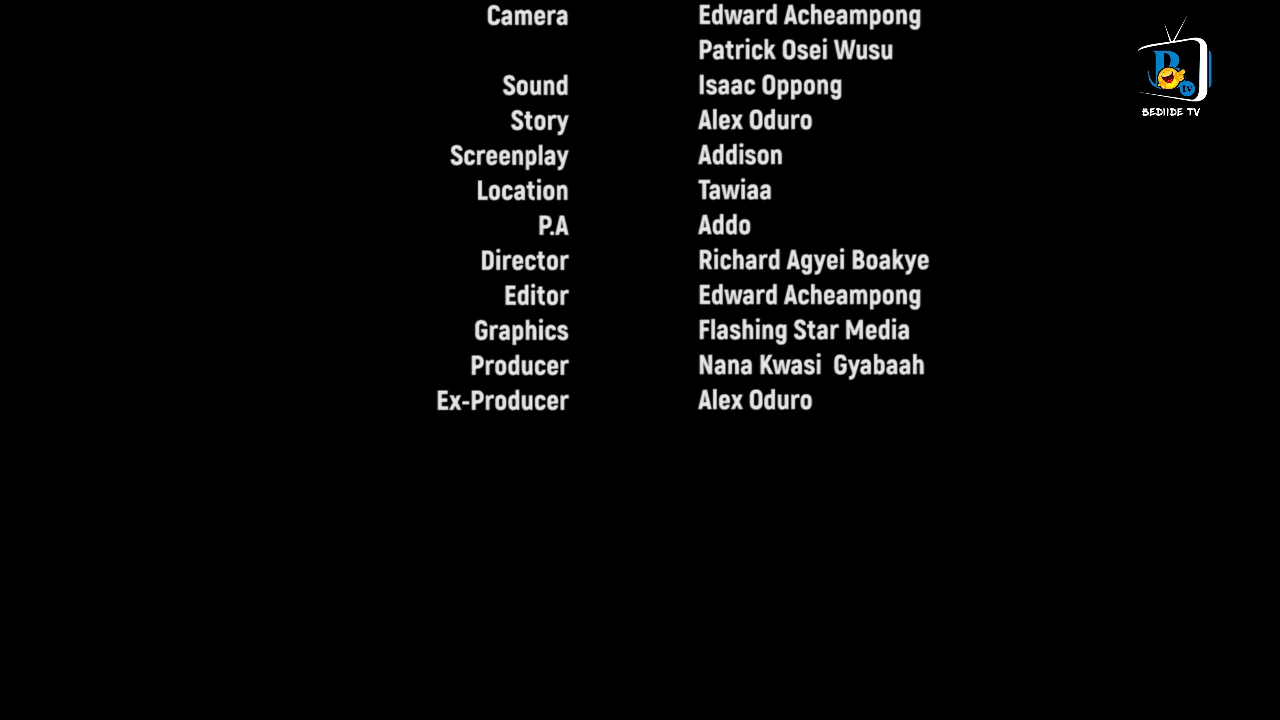 Camera Edward Acheampong
Patrick Osei Wusu
Sound Isaac Oppong
Story Alex Oduro
Screenplay Addison
Location Tawiaa
P.A Addo
Director Richard Agyei Boakye
Editor Edward Acheampong
Graphics Flashing Star Media
Producer Nana Kwasi  Gyabaah
Ex-Producer Alex Oduro
B tv
BEDIIDE TV